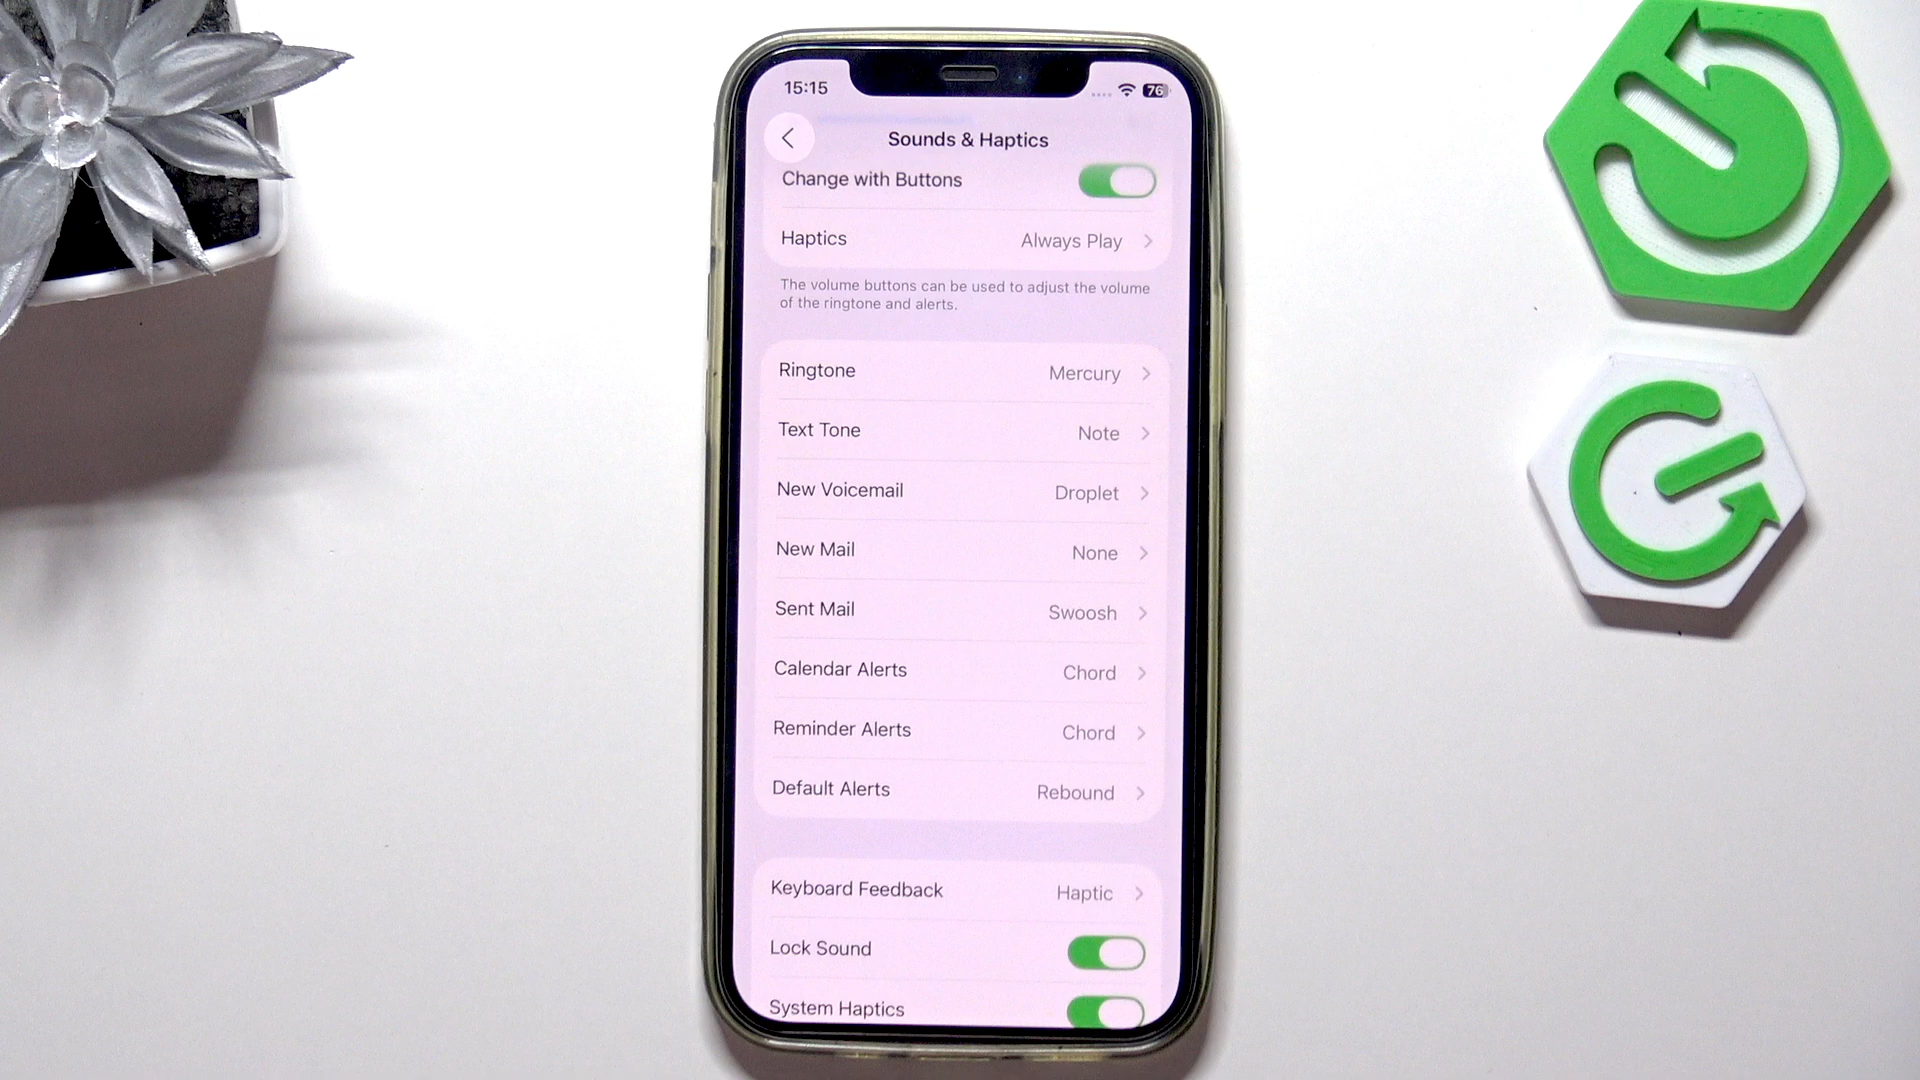 15:15
76
Sounds & Haptics
Change with Buttons
Haptics Always Play
The volume buttons can be used to adjust the volume
of the ringtone and alerts.
Ringtone Mercury
Text Tone Note
New Voicemail Droplet
New Mail None
Sent Mail Swoosh
Calendar Alerts Chord
Reminder Alerts Chord
Default Alerts Rebound
Keyboard Feedback Haptic
Lock Sound
System Haptics